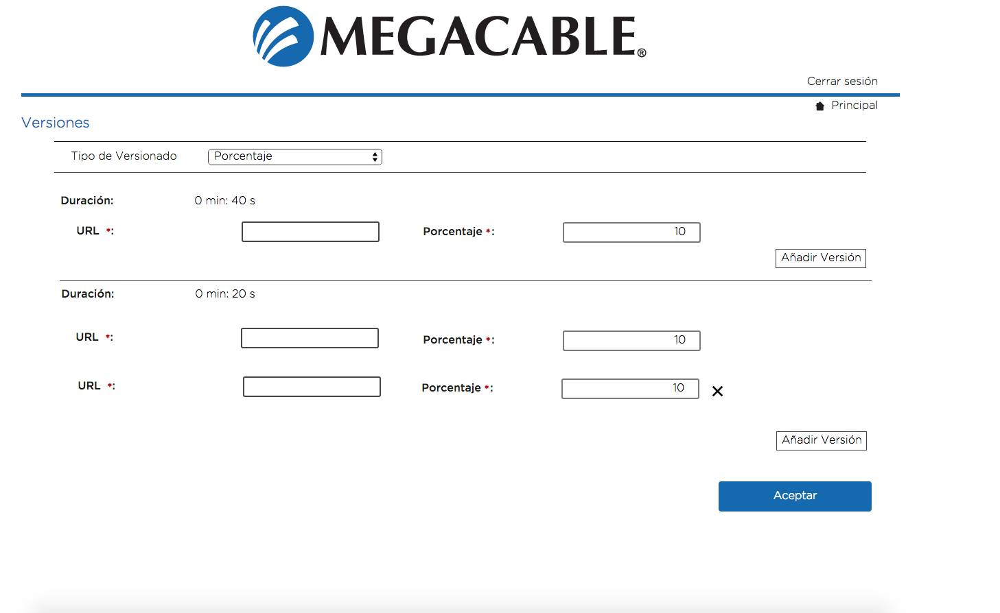 MEGACABLE®
Cerrar sesión
Principal
Versiones
Tipo de Versionado Porcentaje
Duración: 0 min: 40 s
URL *: Porcentaje *: 10
Añadir Versión
Duración: 0 min: 20 s
URL *: Porcentaje *: 10
URL *: Porcentaje *: 10
Añadir Versión
Aceptar